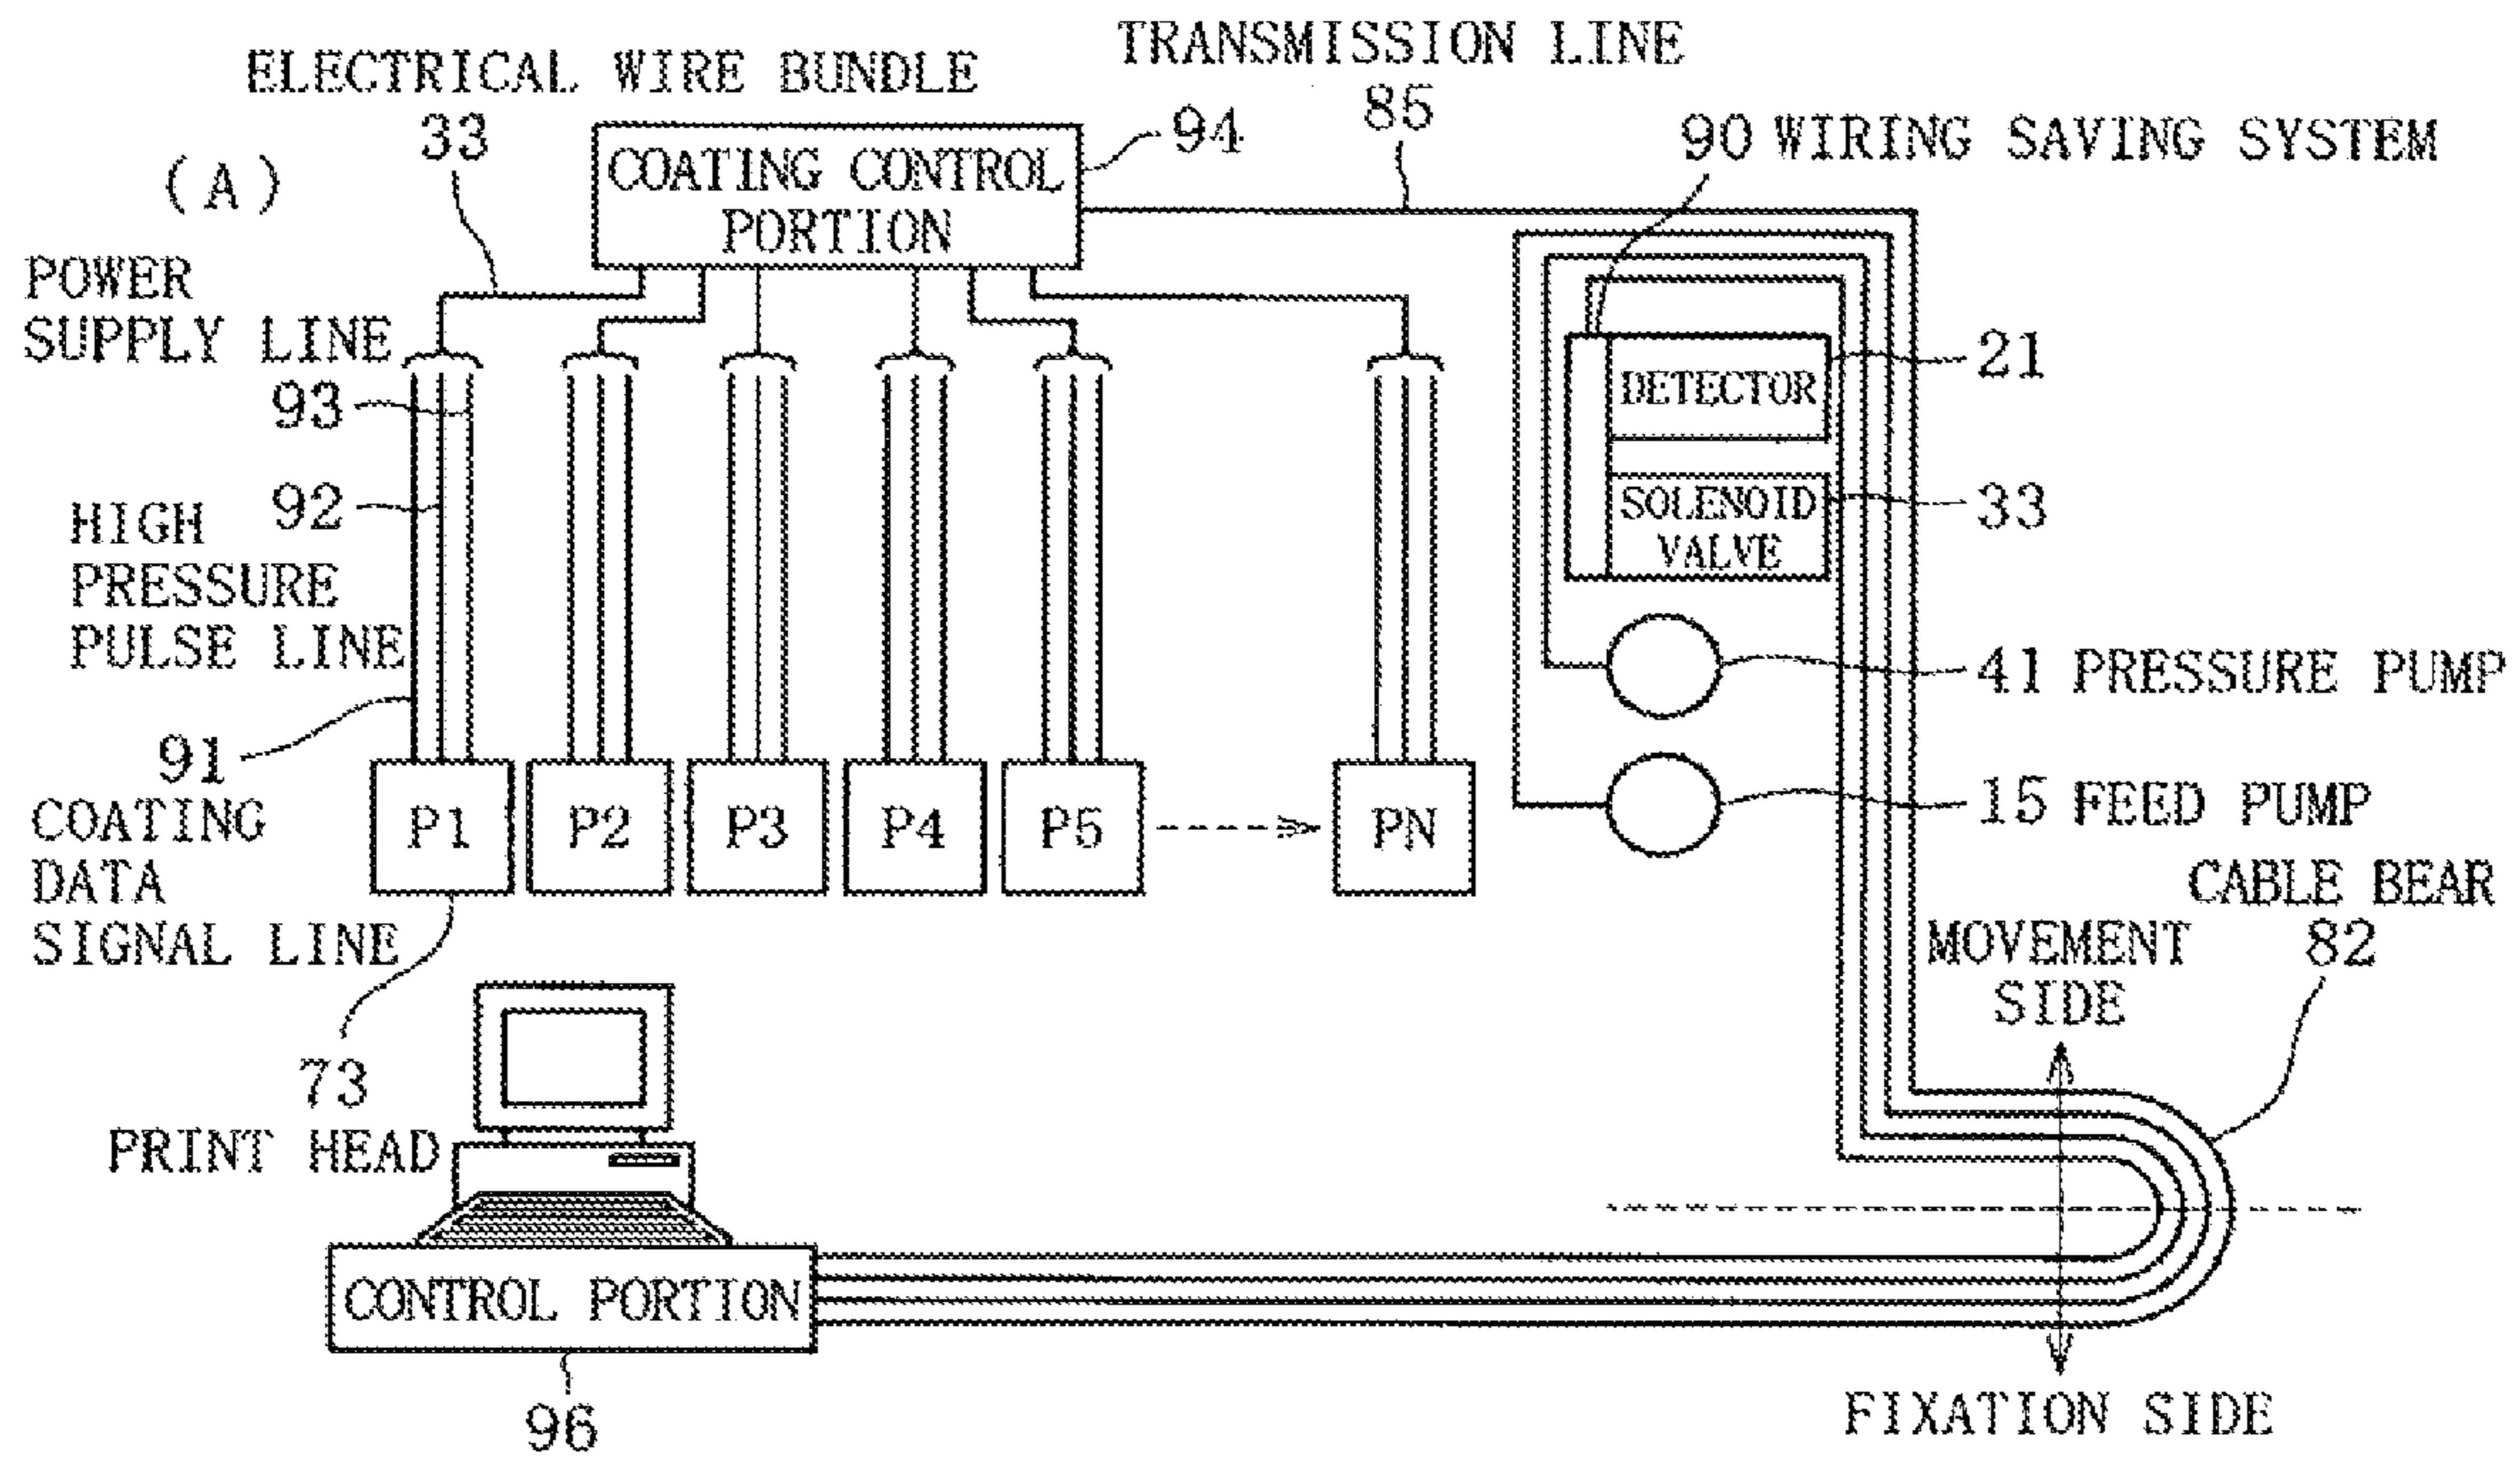 TRANSMISSION LINE
85
ELECTRICAL WIRE BUNDLE
33
(A)
COATING CONTROL
PORTION
94
90 WIRING SAVING SYSTEM
POWER
SUPPLY LINE
93
92
HIGH
PRESSURE
PULSE LINE
91
COATING
DATA
SIGNAL LINE
P1
P2
P3
P4
P5
PN
DETECTOR
21
SOLENOID
VALVE
33
41 PRESSURE PUMP
15 FEED PUMP
CABLE BEAR
82
MOVEMENT
SIDE
73
PRINT HEAD
CONTROL PORTION
96
FIXATION SIDE